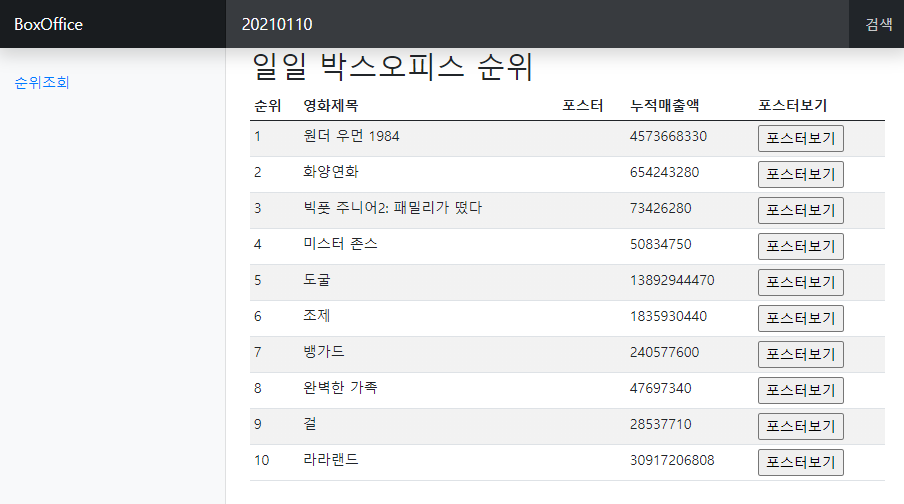 BoxOffice 20210110 검색
순위조회
일일 박스오피스 순위
순위 영화제목 포스터 누적매출액 포스터보기
1 원더 우먼 1984 4573668330 포스터보기
2 화양연화 654243280 포스터보기
3 빅풋 주니어2: 패밀리가 떴다 73426280 포스터보기
4 미스터 존스 50834750 포스터보기
5 도굴 13892944470 포스터보기
6 조제 1835930440 포스터보기
7 뱅가드 240577600 포스터보기
8 완벽한 가족 47697340 포스터보기
9 걸 28537710 포스터보기
10 라라랜드 30917206808 포스터보기